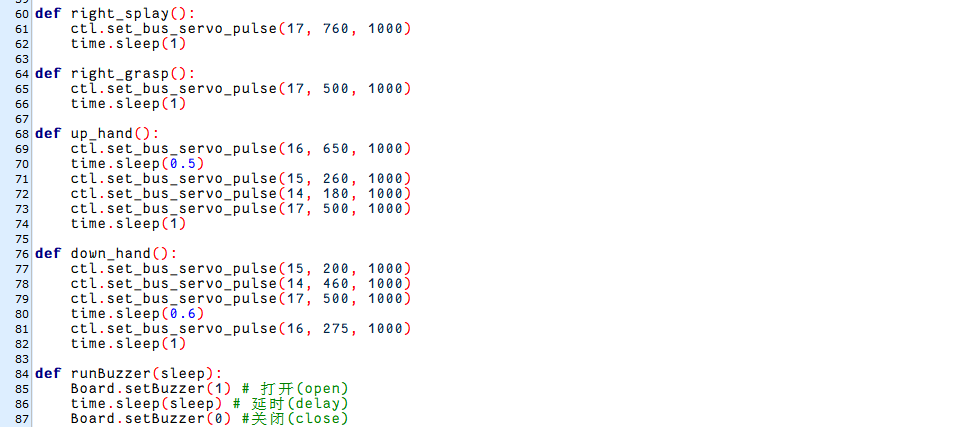 60 def right_splay():
61     ctl.set_bus_servo_pulse(17, 760, 1000)
62     time.sleep(1)
63
64 def right_grasp():
65     ctl.set_bus_servo_pulse(17, 500, 1000)
66     time.sleep(1)
67
68 def up_hand():
69     ctl.set_bus_servo_pulse(16, 650, 1000)
70     time.sleep(0.5)
71     ctl.set_bus_servo_pulse(15, 260, 1000)
72     ctl.set_bus_servo_pulse(14, 180, 1000)
73     ctl.set_bus_servo_pulse(17, 500, 1000)
74     time.sleep(1)
75
76 def down_hand():
77     ctl.set_bus_servo_pulse(15, 200, 1000)
78     ctl.set_bus_servo_pulse(14, 460, 1000)
79     ctl.set_bus_servo_pulse(17, 500, 1000)
80     time.sleep(0.6)
81     ctl.set_bus_servo_pulse(16, 275, 1000)
82     time.sleep(1)
83
84 def runBuzzer(sleep):
85     Board.setBuzzer(1) # 打开(open)
86     time.sleep(sleep) # 延时(delay)
87     Board.setBuzzer(0) #关闭(close)